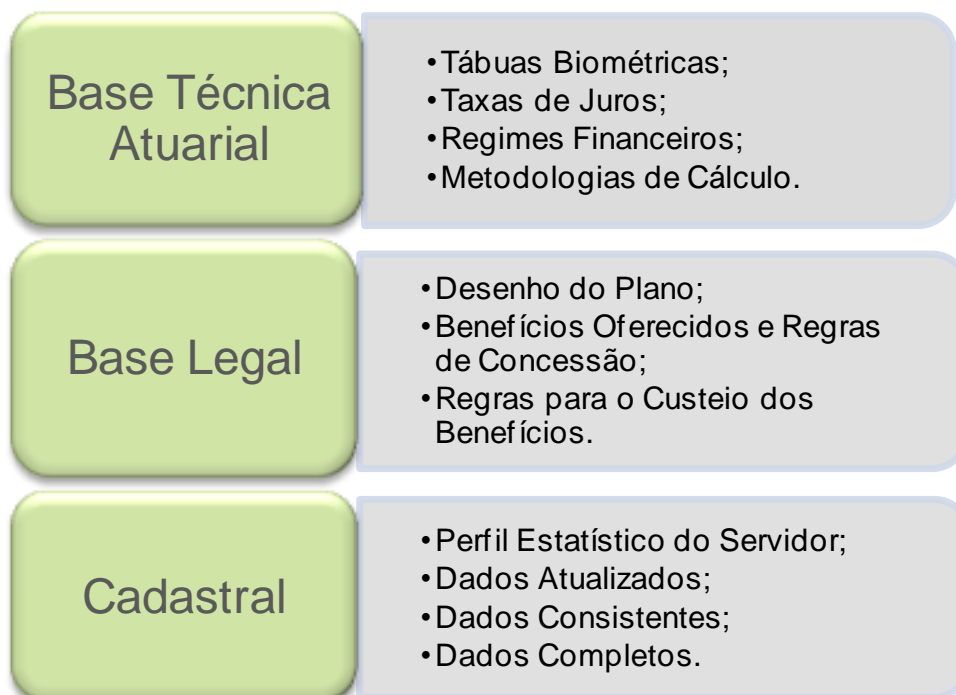 Base Técnica
Atuarial
•Tábuas Biométricas;
•Taxas de Juros;
•Regimes Financeiros;
•Metodologias de Cálculo.
Base Legal
•Desenho do Plano;
•Benefícios Oferecidos e Regras
de Concessão;
•Regras para o Custeio dos
Benefícios.
Cadastral
•Perfil Estatístico do Servidor;
•Dados Atualizados;
•Dados Consistentes;
•Dados Completos.